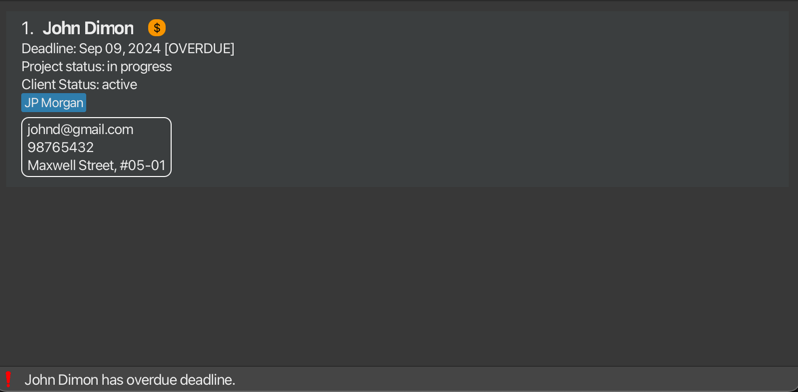 1. John Dimon $
Deadline: Sep 09, 2024 [OVERDUE]
Project status: in progress
Client Status: active
JP Morgan
johnd@gmail.com
98765432
Maxwell Street, #05-01
! John Dimon has overdue deadline.